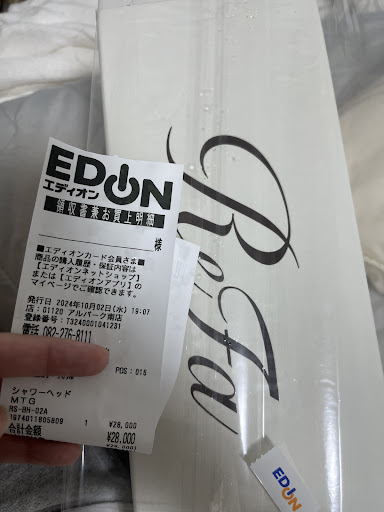 EDION
エディオン
領収書兼お買上明細
様
■エディオンカード会員さま■
商品の購入履歴・保証内容は
【エディオンネットショップ】
または【エディオンアプリ】の
マイページでご確認できます。
発行日 2024年10月02日(水) 19:07
店:01120 アルパーク南店
登録番号:T3240001041231
電話 082-276-8111
POS:015
シャワーヘッド
MTG
RS-BH-02A
1974011805809 1 ¥28,000
合計金額 ¥28,000
ReFa
EDION